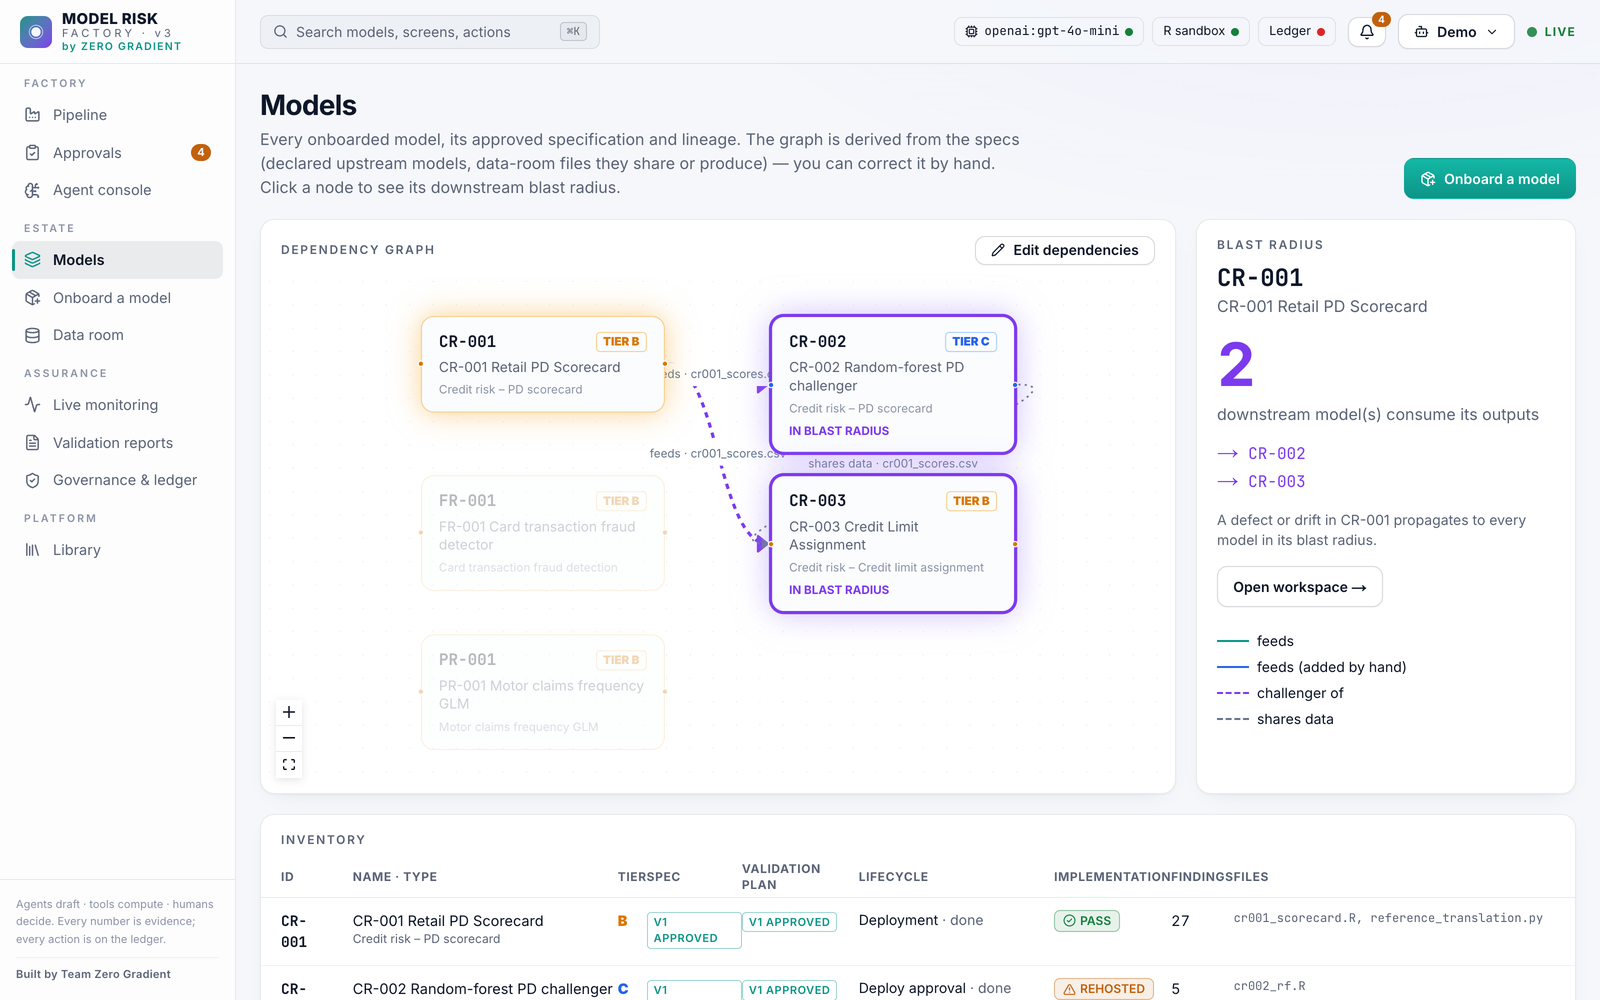 MODEL RISK
FACTORY · v3
by ZERO GRADIENT
Search models, screens, actions
⌘K
openai:gpt-4o-mini
R sandbox
Ledger
4
Demo
LIVE
FACTORY
Pipeline
Approvals
4
Agent console
ESTATE
Models
Onboard a model
Data room
ASSURANCE
Live monitoring
Validation reports
Governance & ledger
PLATFORM
Library
Agents draft · tools compute · humans
decide. Every number is evidence;
every action is on the ledger.
Built by Team Zero Gradient
Models
Every onboarded model, its approved specification and lineage. The graph is derived from the specs
(declared upstream models, data-room files they share or produce) — you can correct it by hand.
Click a node to see its downstream blast radius.
Onboard a model
DEPENDENCY GRAPH
Edit dependencies
CR-001
TIER B
CR-001 Retail PD Scorecard
Credit risk – PD scorecard
eds · cr001_scores.c
CR-002
TIER C
CR-002 Random-forest PD
challenger
Credit risk – PD scorecard
IN BLAST RADIUS
feeds · cr001_scores.csv
shares data · cr001_scores.csv
FR-001
TIER B
FR-001 Card transaction fraud
detector
Card transaction fraud detection
CR-003
TIER B
CR-003 Credit Limit
Assignment
Credit risk – Credit limit assignment
IN BLAST RADIUS
PR-001
TIER B
PR-001 Motor claims frequency
GLM
Motor claims frequency GLM
BLAST RADIUS
CR-001
CR-001 Retail PD Scorecard
2
downstream model(s) consume its outputs
→ CR-002
→ CR-003
A defect or drift in CR-001 propagates to every
model in its blast radius.
Open workspace →
feeds
feeds (added by hand)
challenger of
shares data
INVENTORY
ID
NAME · TYPE
TIER
SPEC
VALIDATION
PLAN
LIFECYCLE
IMPLEMENTATION
FINDINGS
FILES
CR-
001
CR-001 Retail PD Scorecard
Credit risk – PD scorecard
B
V1
APPROVED
V1 APPROVED
Deployment · done
PASS
27
cr001_scorecard.R, reference_translation.py
CR-
CR-002 Random-forest PD challenger
C
V1
V1 APPROVED
Deploy approval · done
REHOSTED
5
cr002_rf.R